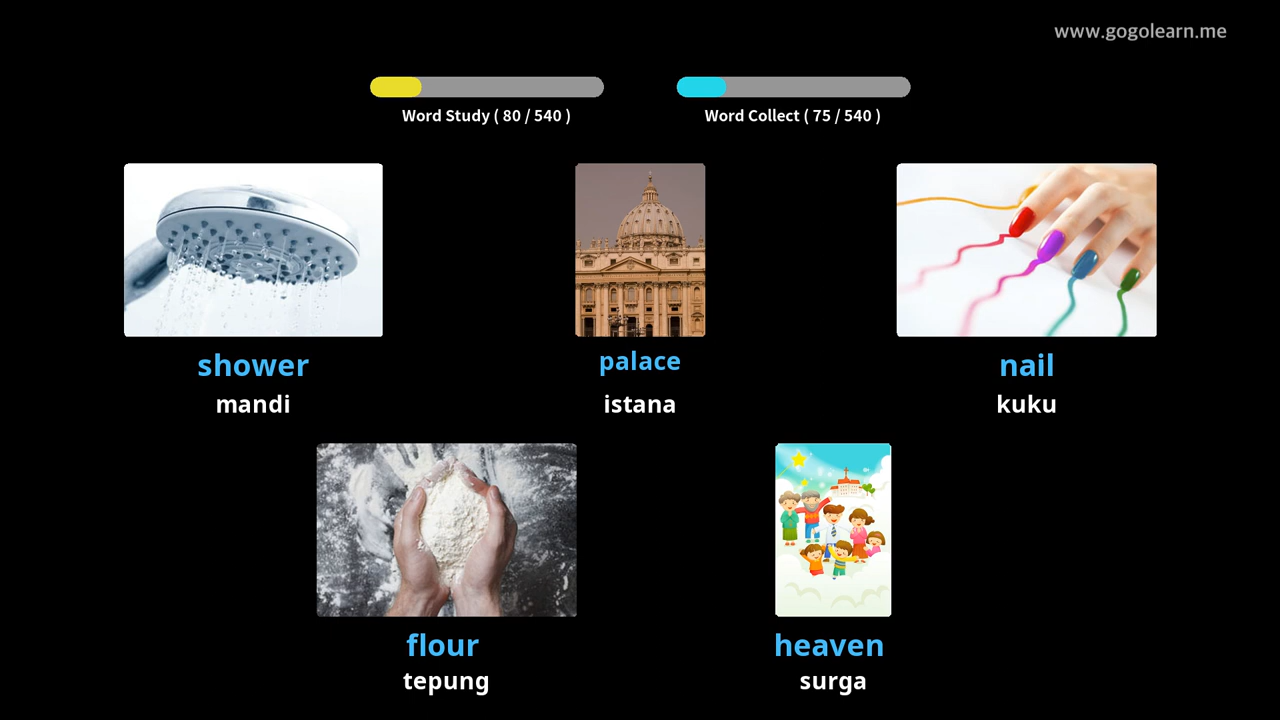 www.gogolearn.me
Word Study ( 80 / 540 )
Word Collect ( 75 / 540 )
shower
mandi
palace
istana
nail
kuku
flour
tepung
heaven
surga